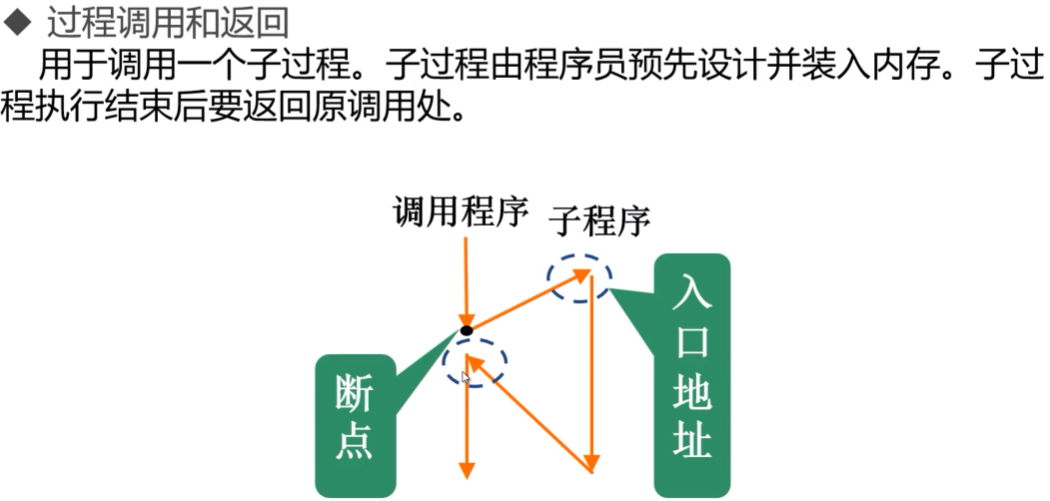 ◆ 过程调用和返回
用于调用一个子过程。子过程由程序员预先设计并装入内存。子过
程执行结束后要返回原调用处。
调用程序 子程序
入口地址
断点